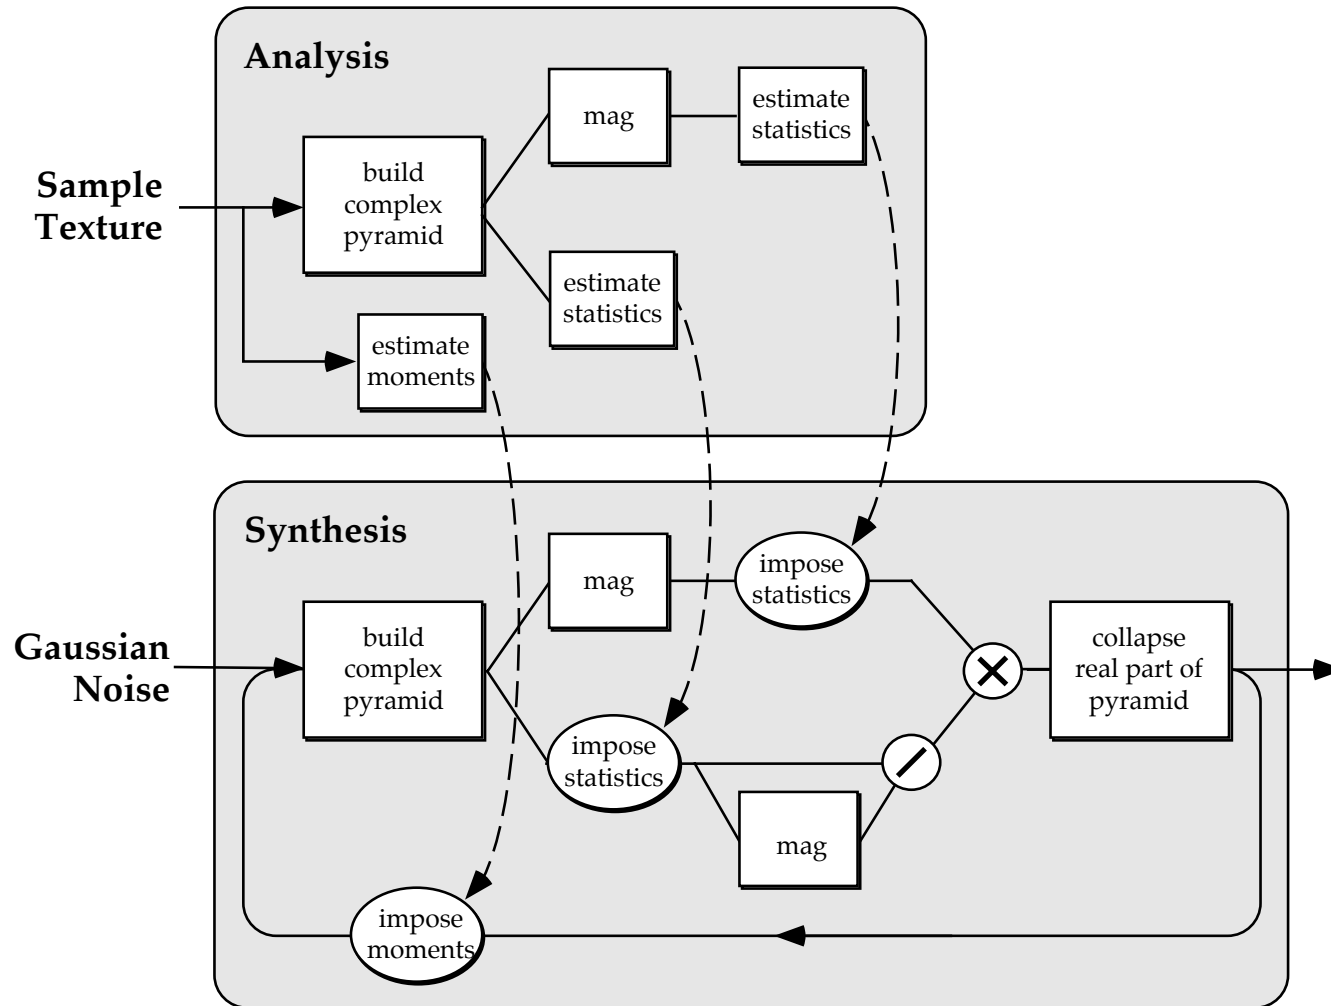 Analysis
mag
estimate
statistics
Sample
Texture
build
complex
pyramid
estimate
statistics
estimate
moments
Synthesis
mag
impose
statistics
Gaussian
Noise
build
complex
pyramid
collapse
real part of
pyramid
impose
statistics
mag
impose
moments